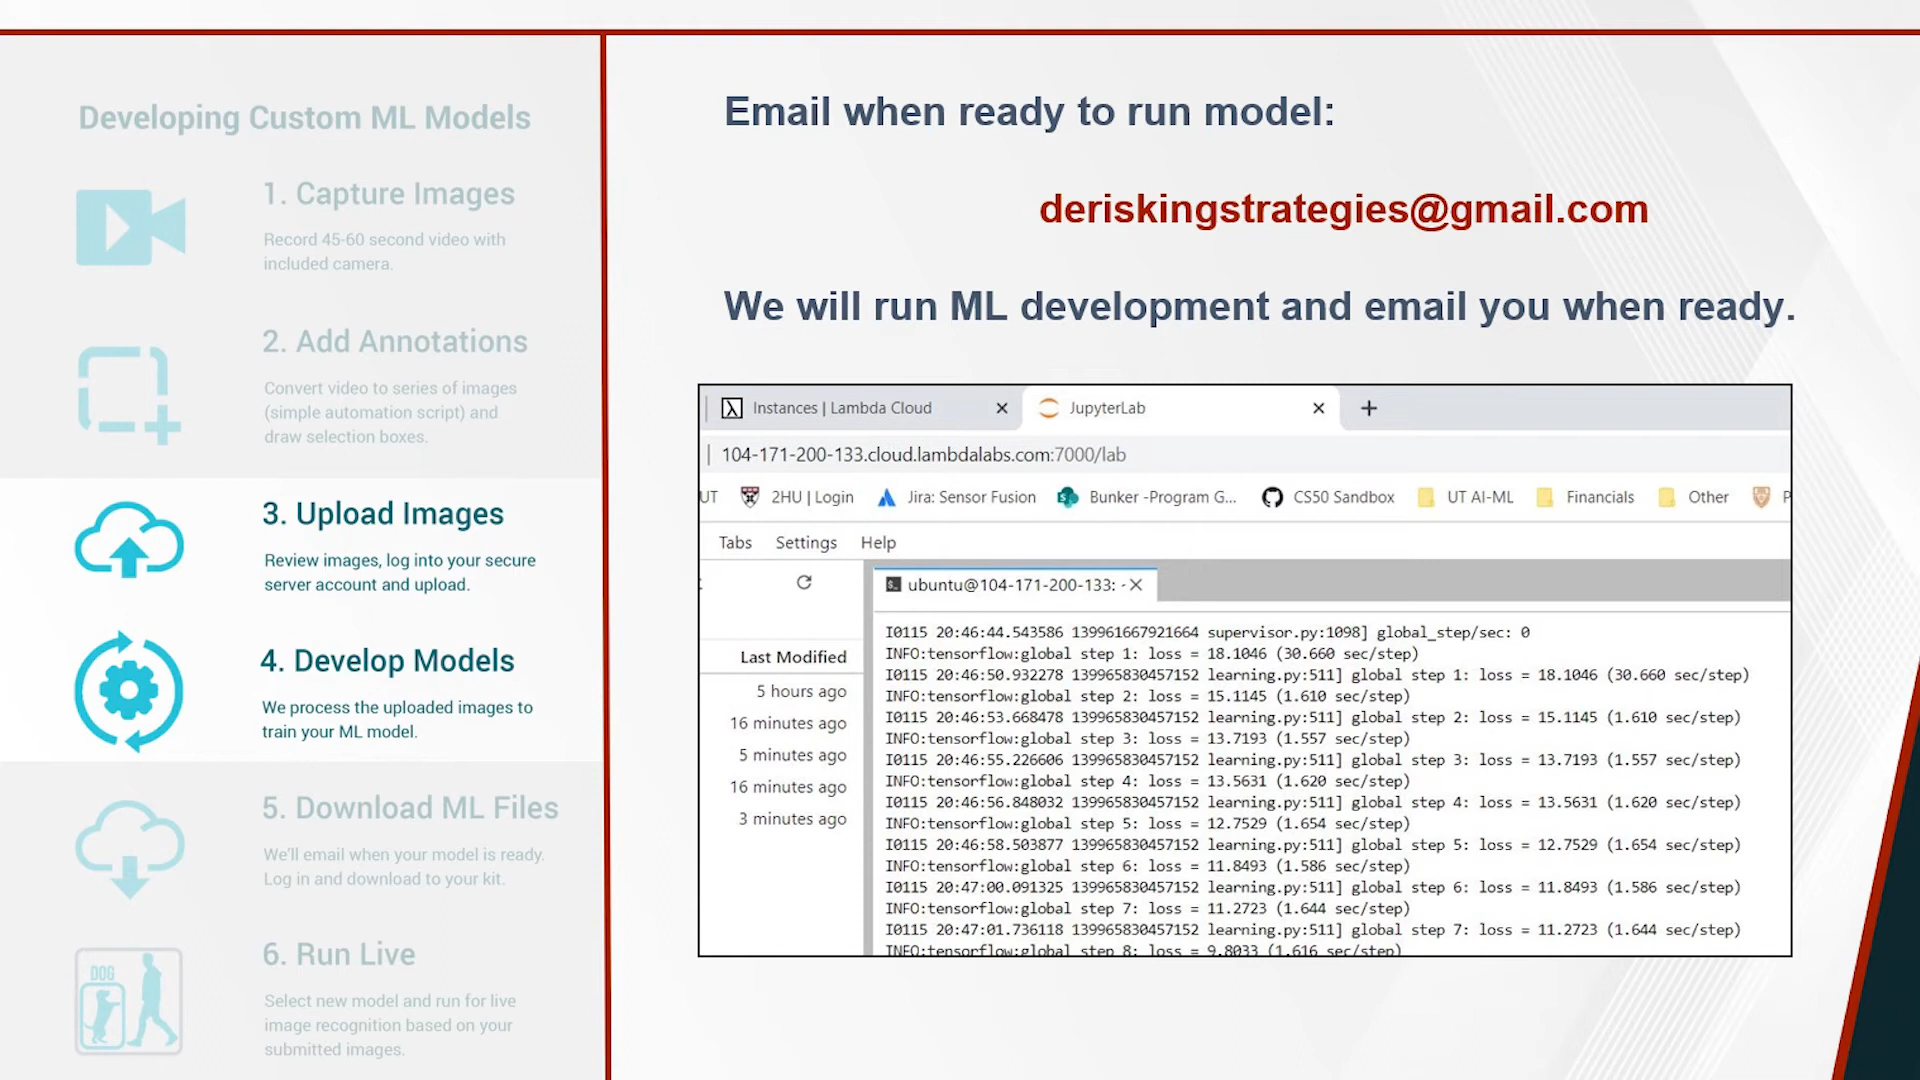 Developing Custom ML Models
1. Capture Images
Record 45-60 second video with
included camera.
2. Add Annotations
Convert video to series of images
(simple automation script) and
draw selection boxes.
3. Upload Images
Review images, log into your secure
server account and upload.
4. Develop Models
We process the uploaded images to
train your ML model.
5. Download ML Files
We'll email when your model is ready.
Log in and download to your kit.
DOG
6. Run Live
Select new model and run for live
image recognition based on your
submitted images.
Email when ready to run model:
deriskingstrategies@gmail.com
We will run ML development and email you when ready.
Instances | Lambda Cloud
JupyterLab
104-171-200-133.cloud.lambdalabs.com:7000/lab
UT 2HU | Login Jira: Sensor Fusion Bunker -Program G... CS50 Sandbox UT AI-ML Financials Other P
Tabs Settings Help
ubuntu@104-171-200-133: -
Last Modified
5 hours ago
16 minutes ago
5 minutes ago
16 minutes ago
3 minutes ago
I0115 20:46:44.543586 139961667921664 supervisor.py:1098] global_step/sec: 0
INFO:tensorflow:global step 1: loss = 18.1046 (30.660 sec/step)
I0115 20:46:50.932278 139965830457152 learning.py:511] global step 1: loss = 18.1046 (30.660 sec/step)
INFO:tensorflow:global step 2: loss = 15.1145 (1.610 sec/step)
I0115 20:46:53.668478 139965830457152 learning.py:511] global step 2: loss = 15.1145 (1.610 sec/step)
INFO:tensorflow:global step 3: loss = 13.7193 (1.557 sec/step)
I0115 20:46:55.226606 139965830457152 learning.py:511] global step 3: loss = 13.7193 (1.557 sec/step)
INFO:tensorflow:global step 4: loss = 13.5631 (1.620 sec/step)
I0115 20:46:56.848032 139965830457152 learning.py:511] global step 4: loss = 13.5631 (1.620 sec/step)
INFO:tensorflow:global step 5: loss = 12.7529 (1.654 sec/step)
I0115 20:46:58.503877 139965830457152 learning.py:511] global step 5: loss = 12.7529 (1.654 sec/step)
INFO:tensorflow:global step 6: loss = 11.8493 (1.586 sec/step)
I0115 20:47:00.091325 139965830457152 learning.py:511] global step 6: loss = 11.8493 (1.586 sec/step)
INFO:tensorflow:global step 7: loss = 11.2723 (1.644 sec/step)
I0115 20:47:01.736118 139965830457152 learning.py:511] global step 7: loss = 11.2723 (1.644 sec/step)
INFO:tensorflow:global step 8: loss = 9.8033 (1.616 sec/step)